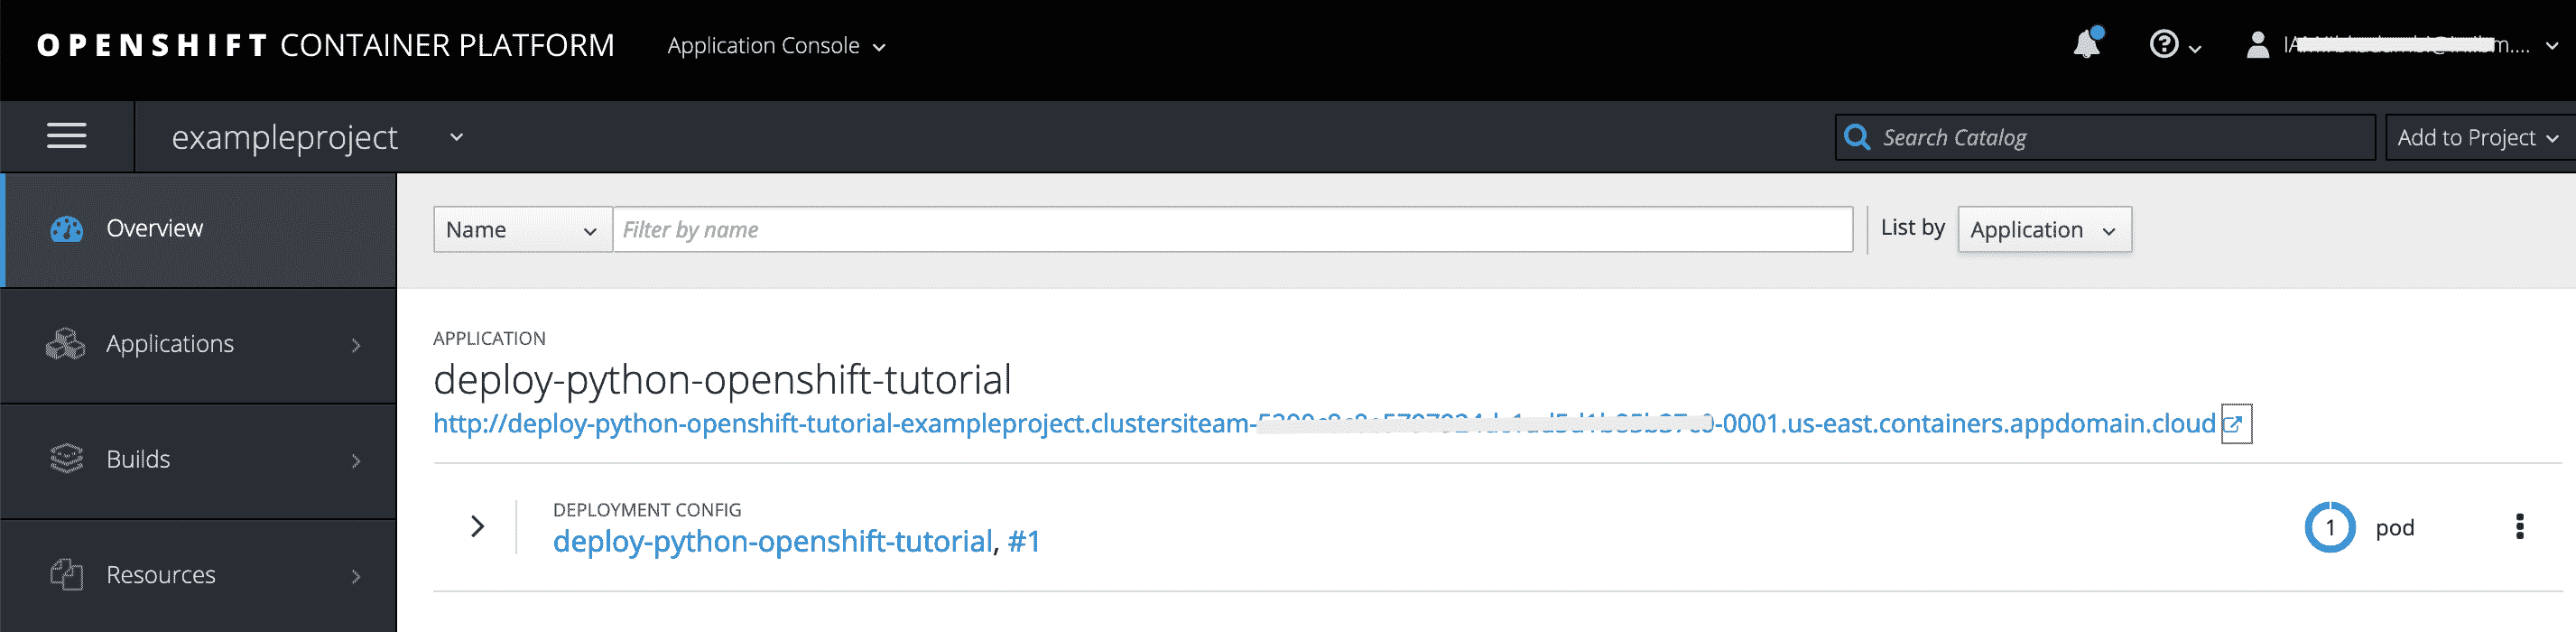 OPENSHIFT CONTAINER PLATFORM Application Console
exampleproject Search Catalog Add to Project
Overview
Name Filter by name List by Application
Applications
Builds
Resources
APPLICATION
deploy-python-openshift-tutorial
http://deploy-python-openshift-tutorial-exampleproject.clustersiteam- -0001.us-east.containers.appdomain.cloud
DEPLOYMENT CONFIG
deploy-python-openshift-tutorial, #1
1 pod